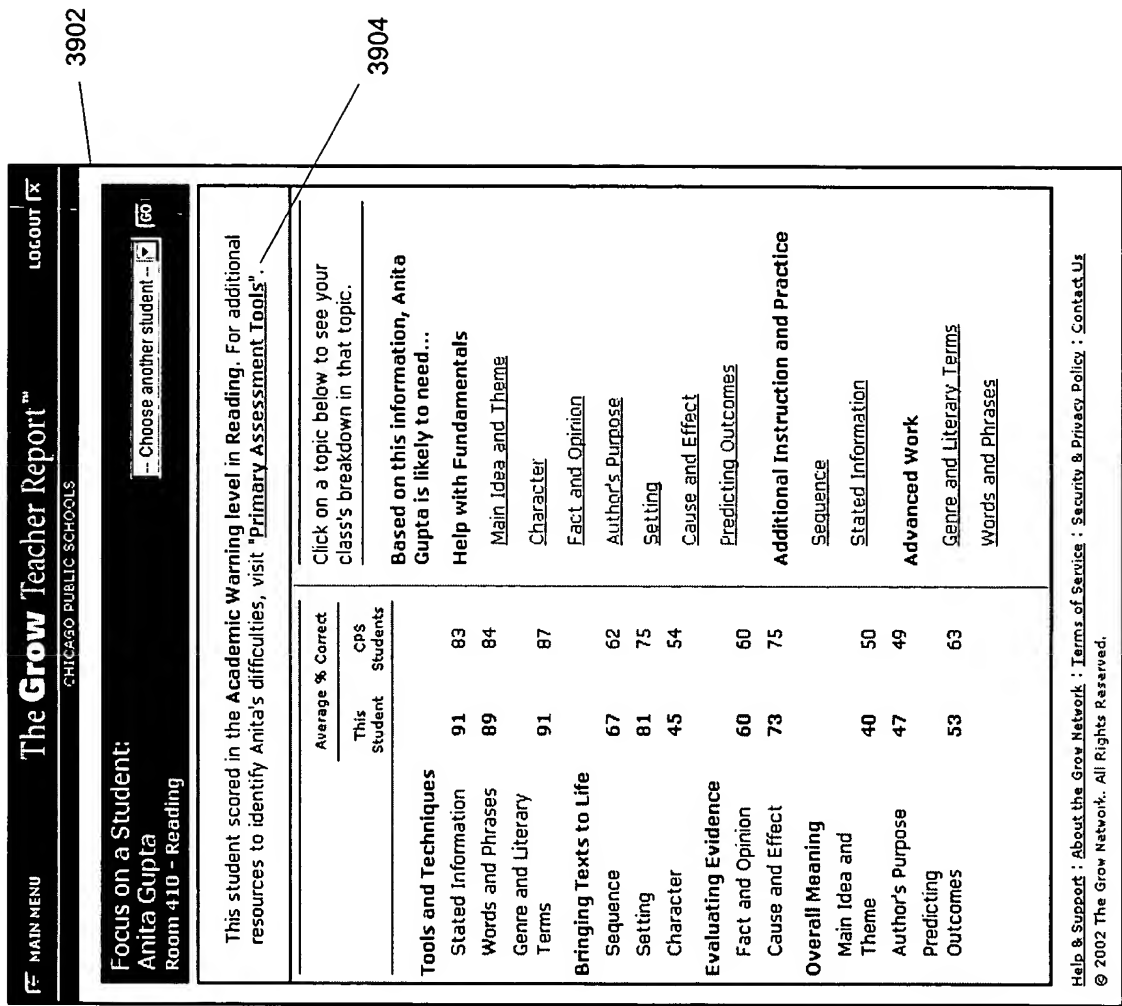 MAIN MENU The Grow Teacher Report™ LOGOUT
CHICAGO PUBLIC SCHOOLS
3902
Focus on a Student:
Anita Gupta
Room 410 - Reading
-- Choose another student -- GO
This student scored in the Academic Warning level in Reading. For additional
resources to identify Anita's difficulties, visit "Primary Assessment Tools".
3904
Average % Correct
This Student CPS Students
Tools and Techniques
Stated Information 91 83
Words and Phrases 89 84
Genre and Literary
Terms 91 87
Bringing Texts to Life
Sequence 67 62
Setting 81 75
Character 45 54
Evaluating Evidence
Fact and Opinion 60 60
Cause and Effect 73 75
Overall Meaning
Main Idea and
Theme 40 50
Author's Purpose 47 49
Predicting
Outcomes 53 63
Click on a topic below to see your
class's breakdown in that topic.
Based on this information, Anita
Gupta is likely to need...
Help with Fundamentals
Main Idea and Theme
Character
Fact and Opinion
Author's Purpose
Setting
Cause and Effect
Predicting Outcomes
Additional Instruction and Practice
Sequence
Stated Information
Advanced Work
Genre and Literary Terms
Words and Phrases
Help & Support : About the Grow Network : Terms of Service : Security & Privacy Policy : Contact Us
© 2002 The Grow Network. All Rights Reserved.